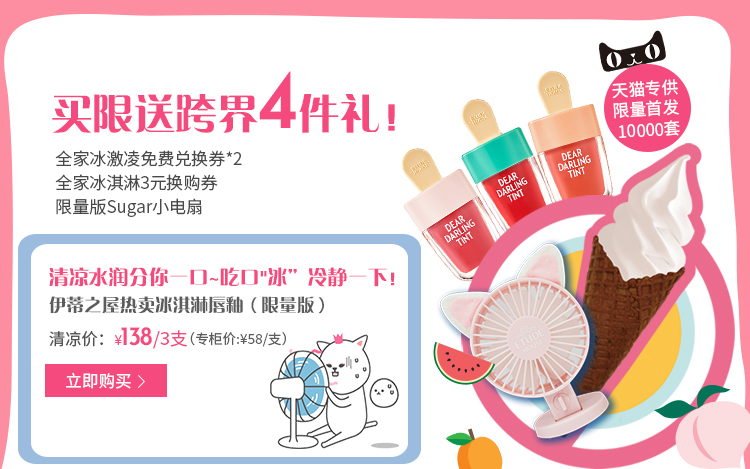 买限送跨界4件礼!
全家冰激凌免费兑换券*2
全家冰淇淋3元换购券
限量版Sugar小电扇
天猫专供
限量首发
10000套
DEAR
DARLING
TINT
DEAR
DARLING
TINT
DEAR
DARLING
TINT
清凉水润分你一口~吃口"冰”冷静一下!
伊蒂之屋热卖冰淇淋唇釉（限量版）
清凉价：¥138/3支(专柜价:¥58/支)
立即购买 >